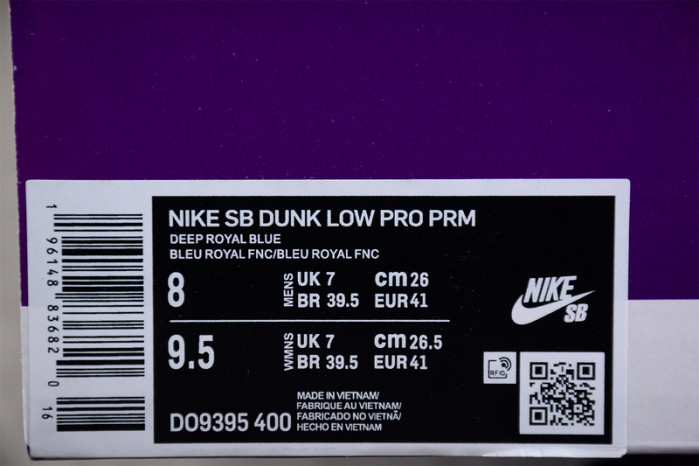 NIKE SB DUNK LOW PRO PRM
DEEP ROYAL BLUE
BLEU ROYAL FNC/BLEU ROYAL FNC
8 MENS UK 7 cm 26
BR 39.5 EUR 41
9.5 WMNS UK 7 cm 26.5
BR 39.5 EUR 41
DO9395 400
MADE IN VIETNAM/
FABRIQUE AU VIETNAM/
FABRICADO NO VIETNÃ/
HECHO EN VIETNAM
1 96148 83682 0 16
NIKE
SB
RFID